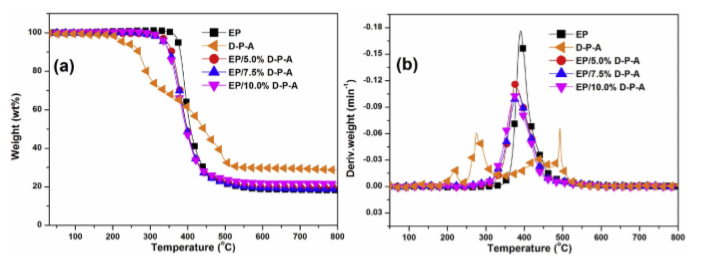 100
80
60
40
20
0
Weight (wt%)
(a)
EP
D-P-A
EP/5.0% D-P-A
EP/7.5% D-P-A
EP/10.0% D-P-A
100 200 300 400 500 600 700 800
Temperature (°C)
-0.18
-0.15
-0.12
-0.09
-0.06
-0.03
0.00
0.03
Deriv.weight (min-1)
(b)
EP
D-P-A
EP/5.0% D-P-A
EP/7.5% D-P-A
EP/10.0% D-P-A
100 200 300 400 500 600 700 800
Temperature (°C)